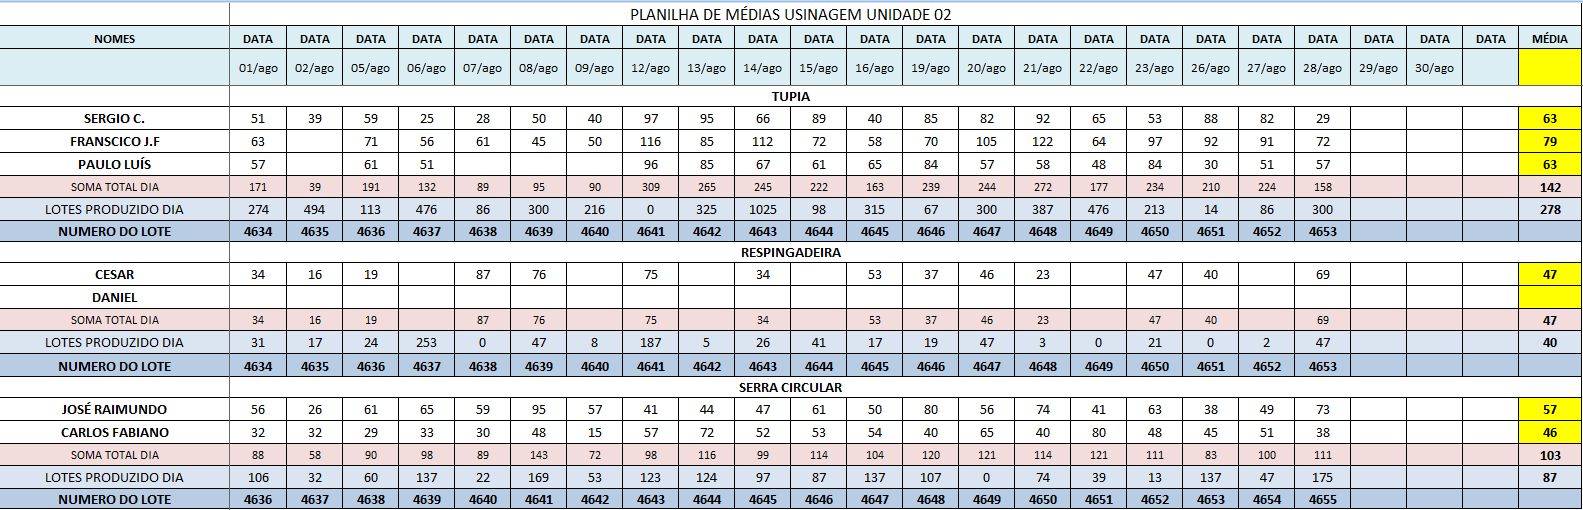 PLANILHA DE MÉDIAS USINAGEM UNIDADE 02
NOMES DATA DATA DATA DATA DATA DATA DATA DATA DATA DATA DATA DATA DATA DATA DATA DATA DATA DATA DATA DATA DATA DATA DATA MÉDIA
01/ago 02/ago 05/ago 06/ago 07/ago 08/ago 09/ago 12/ago 13/ago 14/ago 15/ago 16/ago 19/ago 20/ago 21/ago 22/ago 23/ago 26/ago 27/ago 28/ago 29/ago 30/ago
TUPIA
SERGIO C. 51 39 59 25 28 50 40 97 95 66 89 40 85 82 92 65 53 88 82 29 63
FRANSCICO J.F 63 71 56 61 45 50 116 85 112 72 58 70 105 122 64 97 92 91 72 79
PAULO LUÍS 57 61 51 96 85 67 61 65 84 57 58 48 84 30 51 57 63
SOMA TOTAL DIA 171 39 191 132 89 95 90 309 265 245 222 163 239 244 272 177 234 210 224 158 142
LOTES PRODUZIDO DIA 274 494 113 476 86 300 216 0 325 1025 98 315 67 300 387 476 213 14 86 300 278
NUMERO DO LOTE 4634 4635 4636 4637 4638 4639 4640 4641 4642 4643 4644 4645 4646 4647 4648 4649 4650 4651 4652 4653
RESPINGADEIRA
CESAR 34 16 19 87 76 75 34 53 37 46 23 47 40 69 47
DANIEL
SOMA TOTAL DIA 34 16 19 87 76 75 34 53 37 46 23 47 40 69 47
LOTES PRODUZIDO DIA 31 17 24 253 0 47 8 187 5 26 41 17 19 47 3 0 21 0 2 47 40
NUMERO DO LOTE 4634 4635 4636 4637 4638 4639 4640 4641 4642 4643 4644 4645 4646 4647 4648 4649 4650 4651 4652 4653
SERRA CIRCULAR
JOSÉ RAIMUNDO 56 26 61 65 59 95 57 41 44 47 61 50 80 56 74 41 63 38 49 73 57
CARLOS FABIANO 32 32 29 33 30 48 15 57 72 52 53 54 40 65 40 80 48 45 51 38 46
SOMA TOTAL DIA 88 58 90 98 89 143 72 98 116 99 114 104 120 121 114 121 111 83 100 111 103
LOTES PRODUZIDO DIA 106 32 60 137 22 169 53 123 124 97 87 137 107 0 74 39 13 137 47 175 87
NUMERO DO LOTE 4636 4637 4638 4639 4640 4641 4642 4643 4644 4645 4646 4647 4648 4649 4650 4651 4652 4653 4654 4655